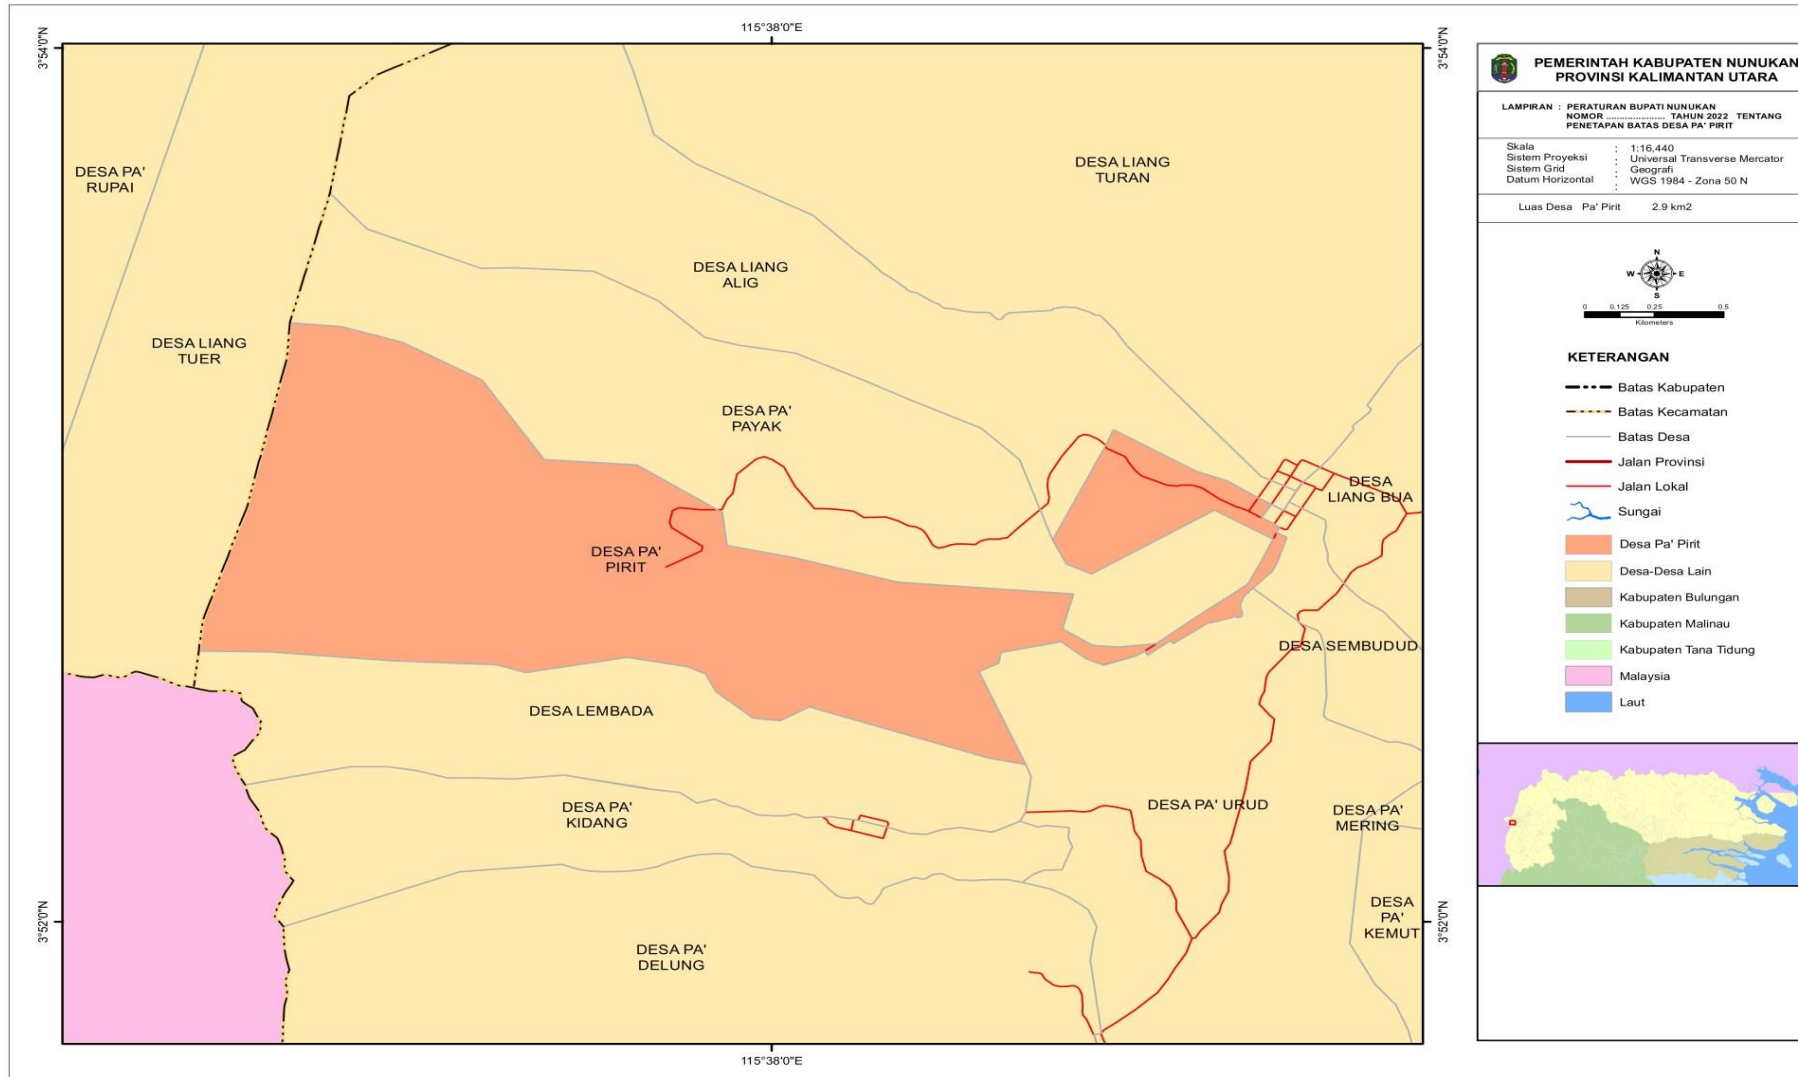 115°38'0"E
3°54'0"N
3°54'0"N
DESA PA'
RUPAI
DESA LIANG
TURAN
DESA LIANG
ALIG
DESA LIANG
TUER
DESA PA'
PAYAK
DESA
LIANG BUA
DESA PA'
PIRIT
DESA SEMBUDUD
DESA LEMBADA
DESA PA'
KIDANG
DESA PA' URUD
DESA PA'
MERING
DESA
PA'
KEMUT
DESA PA'
DELUNG
3°52'0"N
3°52'0"N
115°38'0"E
PEMERINTAH KABUPATEN NUNUKAN
PROVINSI KALIMANTAN UTARA
LAMPIRAN : PERATURAN BUPATI NUNUKAN
NOMOR ..................... TAHUN 2022 TENTANG
PENETAPAN BATAS DESA PA' PIRIT
Skala : 1:16,440
Sistem Proyeksi : Universal Transverse Mercator
Sistem Grid : Geografi
Datum Horizontal : WGS 1984 - Zona 50 N
Luas Desa Pa' Pirit 2.9 km2
N
W E
S
0 0.125 0.25 0.5
Kilometers
KETERANGAN
Batas Kabupaten
Batas Kecamatan
Batas Desa
Jalan Provinsi
Jalan Lokal
Sungai
Desa Pa' Pirit
Desa-Desa Lain
Kabupaten Bulungan
Kabupaten Malinau
Kabupaten Tana Tidung
Malaysia
Laut